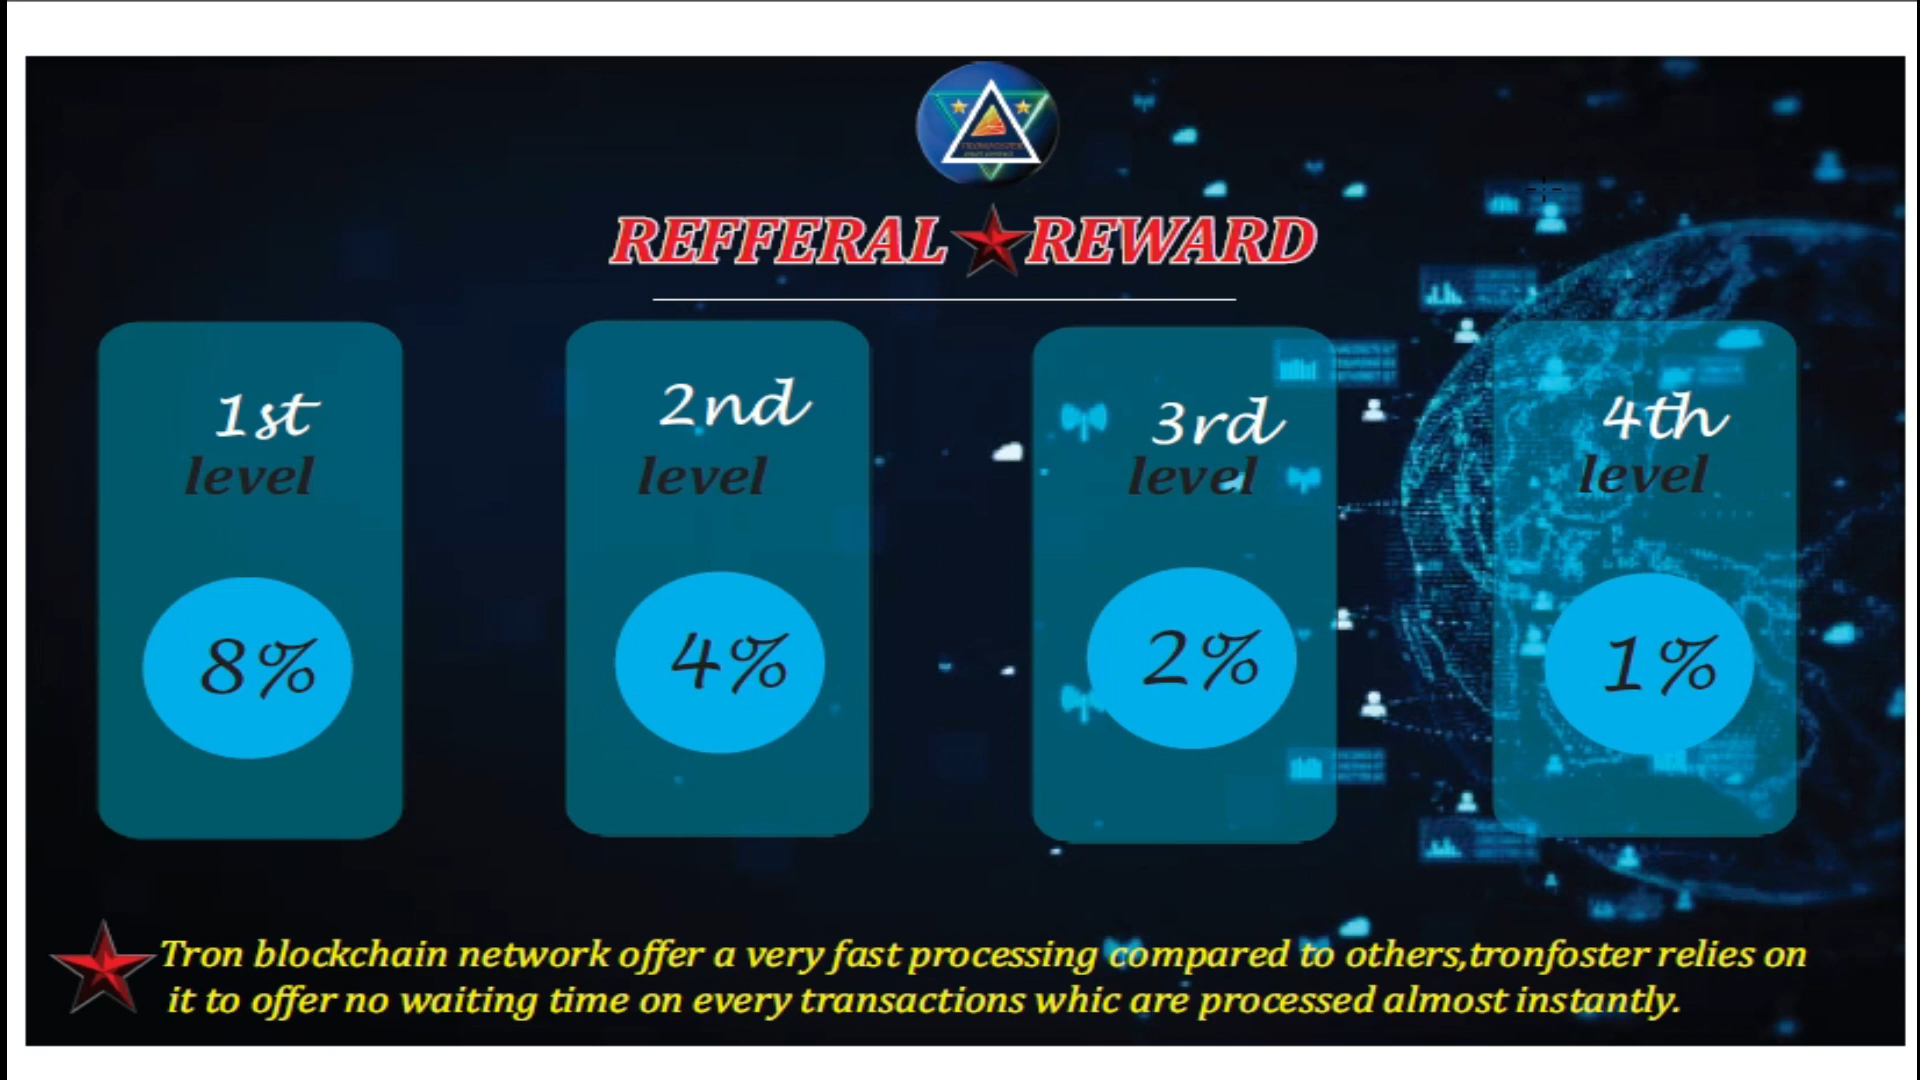 REFFERAL REWARD
1st
level
8%
2nd
level
4%
3rd
level
2%
4th
level
1%
Tron blockchain network offer a very fast processing compared to others,tronfoster relies on
it to offer no waiting time on every transactions whic are processed almost instantly.